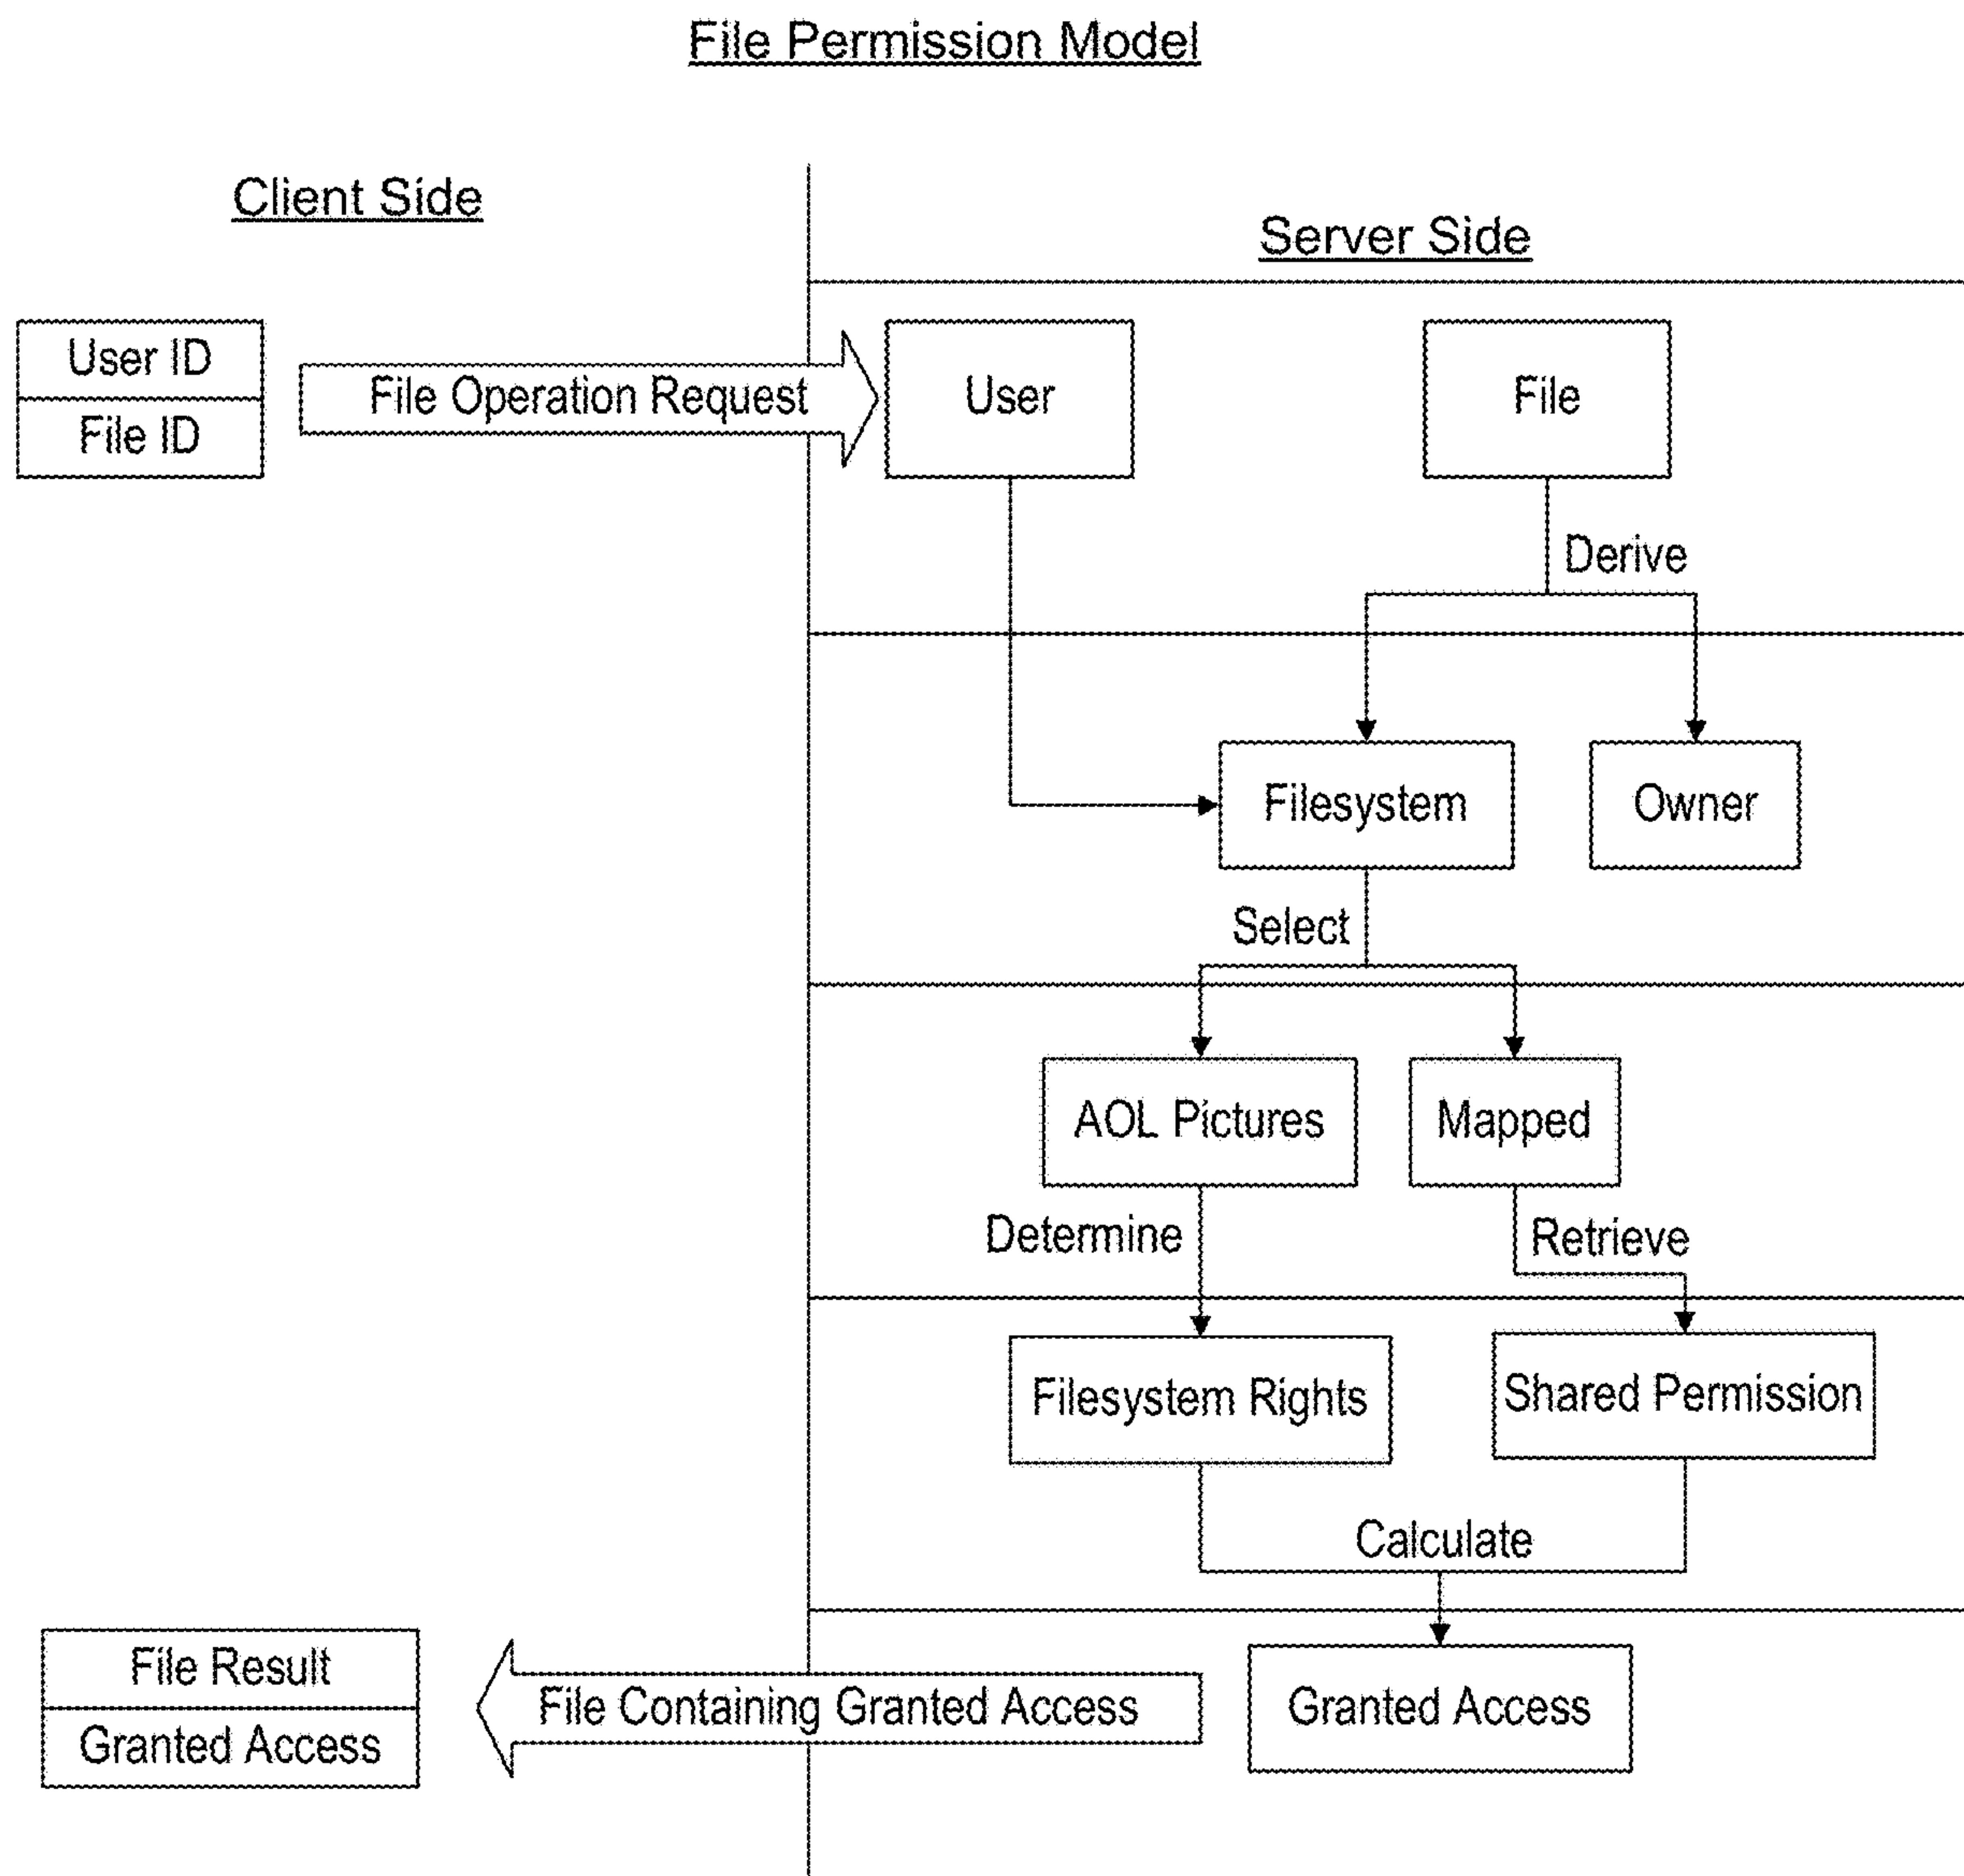 File Permission Model
Client Side
Server Side
User ID
File ID
File Operation Request
User
File
Derive
Filesystem
Owner
Select
AOL Pictures
Mapped
Determine
Retrieve
Filesystem Rights
Shared Permission
Calculate
File Result
Granted Access
File Containing Granted Access
Granted Access